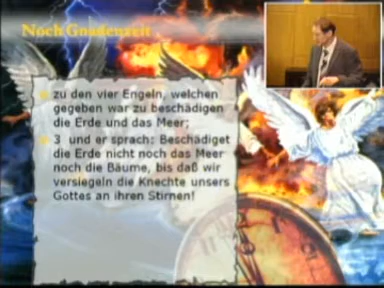 Noch Gnadenzeit
zu den vier Engeln, welchen
gegeben war zu beschädigen
die Erde und das Meer;
3 und er sprach: Beschädiget
die Erde nicht noch das Meer
noch die Bäume, bis daß wir
versiegeln die Knechte unsers
Gottes an ihren Stirnen!